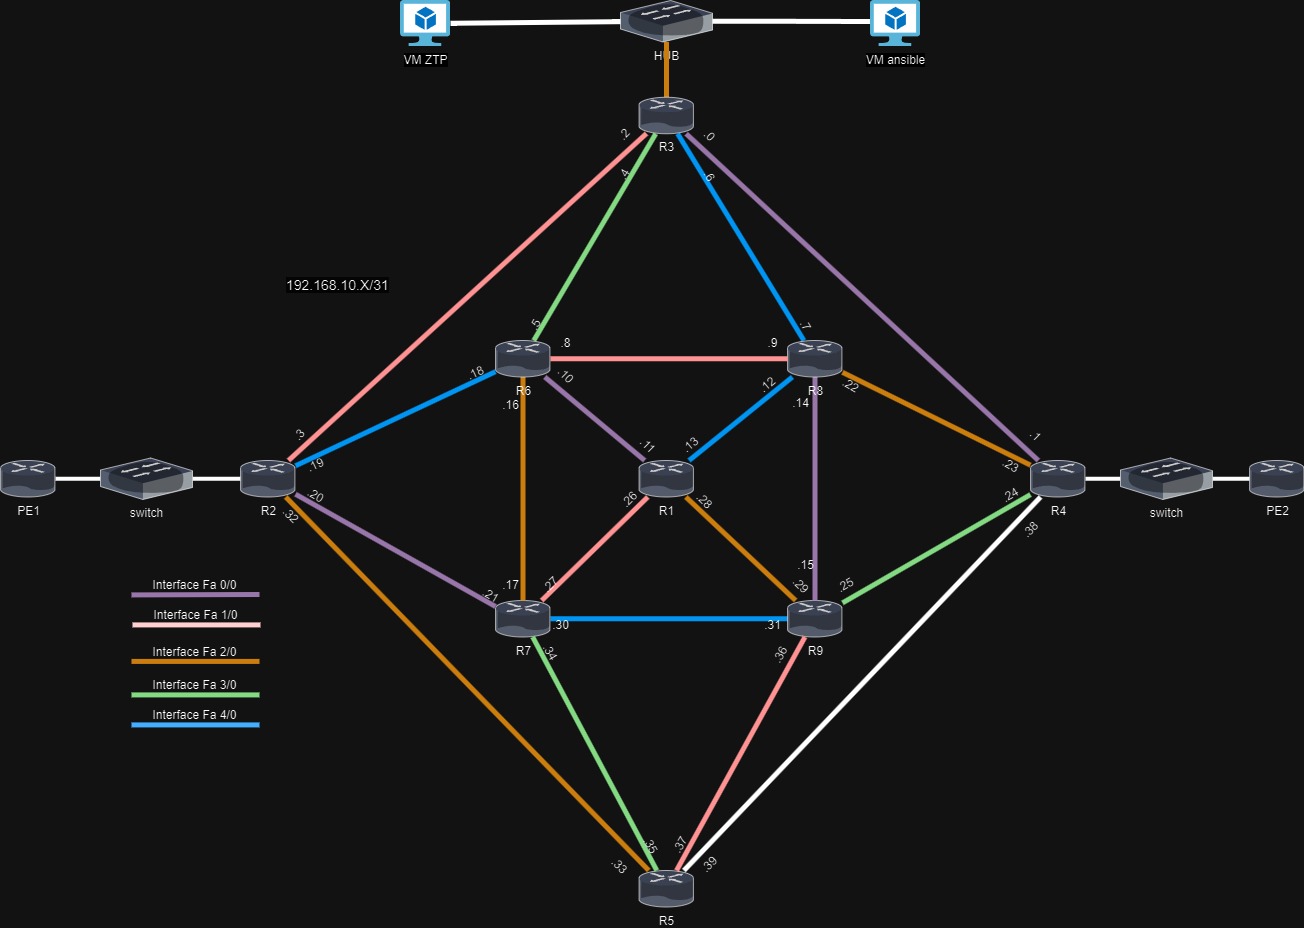 VM ZTP
HUB
VM ansible
R3
.2
.0
.4
.6
192.168.10.X/31
.5
.7
.8
.9
.18
R6
.10
.12
R8
.22
.16
.14
.3
.19
.11
.13
.1
.23
PE1
switch
R2
.20
.32
.26
R1
.28
.24
R4
.38
switch
PE2
.15
Interface Fa 0/0
.17
.27
.29
.25
.21
Interface Fa 1/0
.30
.31
Interface Fa 2/0
R7
.34
.36
R9
Interface Fa 3/0
Interface Fa 4/0
.35
.37
.33
.39
R5